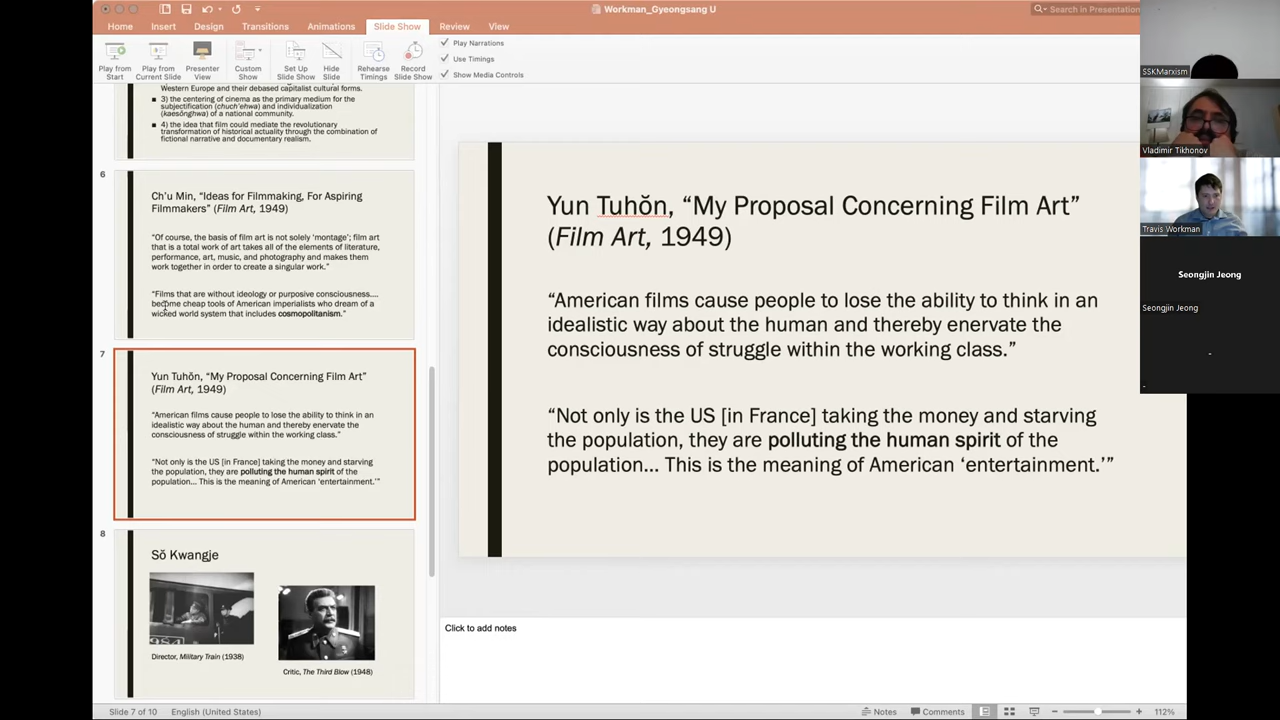 Workman_Gyeongsang U
Search in Presentation
Home Insert Design Transitions Animations Slide Show Review View
Play from Start
Play from Current Slide
Presenter View
Custom Show
Set Up Slide Show
Hide Slide
Rehearse Timings
Record Slide Show
Play Narrations
Use Timings
Show Media Controls
Western Europe and their debased capitalist cultural forms.
■ 3) the centering of cinema as the primary medium for the
subjectification (chuch'ehwa) and individualization
(kaesŏnghwa) of a national community.
■ 4) the idea that film could mediate the revolutionary
transformation of historical actuality through the combination of
fictional narrative and documentary realism.
6
Ch'u Min, “Ideas for Filmmaking, For Aspiring
Filmmakers” (Film Art, 1949)
“Of course, the basis of film art is not solely ‘montage’; film art
that is a total work of art takes all of the elements of literature,
performance, art, music, and photography and makes them
work together in order to create a singular work.”
“Films that are without ideology or purposive consciousness....
become cheap tools of American imperialists who dream of a
wicked world system that includes cosmopolitanism.”
7
Yun Tuhŏn, “My Proposal Concerning Film Art”
(Film Art, 1949)
“American films cause people to lose the ability to think in an
idealistic way about the human and thereby enervate the
consciousness of struggle within the working class.”
“Not only is the US [in France] taking the money and starving
the population, they are polluting the human spirit of the
population... This is the meaning of American ‘entertainment.’”
8
Sŏ Kwangje
Director, Military Train (1938)
Critic, The Third Blow (1948)
Yun Tuhŏn, “My Proposal Concerning Film Art”
(Film Art, 1949)
“American films cause people to lose the ability to think in an
idealistic way about the human and thereby enervate the
consciousness of struggle within the working class.”
“Not only is the US [in France] taking the money and starving
the population, they are polluting the human spirit of the
population... This is the meaning of American ‘entertainment.’”
Click to add notes
SSKMarxism
Vladimir Tikhonov
Travis Workman
Seongjin Jeong
Seongjin Jeong
Slide 7 of 10 English (United States) Notes Comments 112%